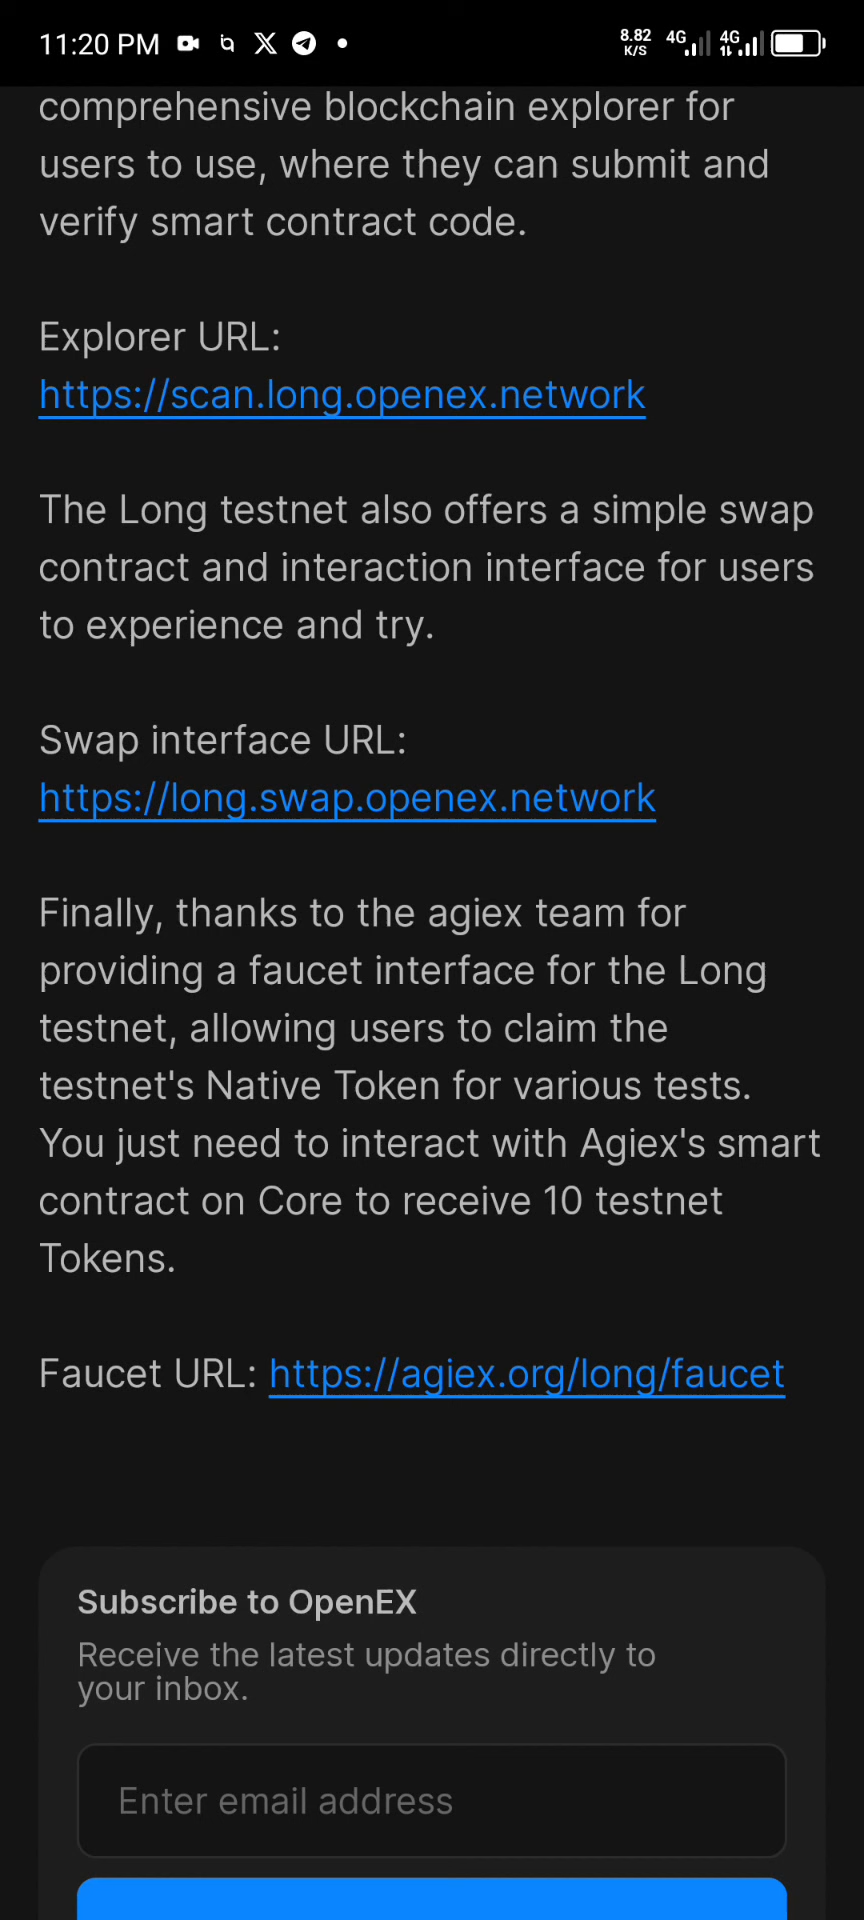 11:20 PM
8.82 K/S 4G 4G
comprehensive blockchain explorer for
users to use, where they can submit and
verify smart contract code.
Explorer URL:
https://scan.long.openex.network
The Long testnet also offers a simple swap
contract and interaction interface for users
to experience and try.
Swap interface URL:
https://long.swap.openex.network
Finally, thanks to the agiex team for
providing a faucet interface for the Long
testnet, allowing users to claim the
testnet's Native Token for various tests.
You just need to interact with Agiex's smart
contract on Core to receive 10 testnet
Tokens.
Faucet URL: https://agiex.org/long/faucet
Subscribe to OpenEX
Receive the latest updates directly to
your inbox.
Enter email address